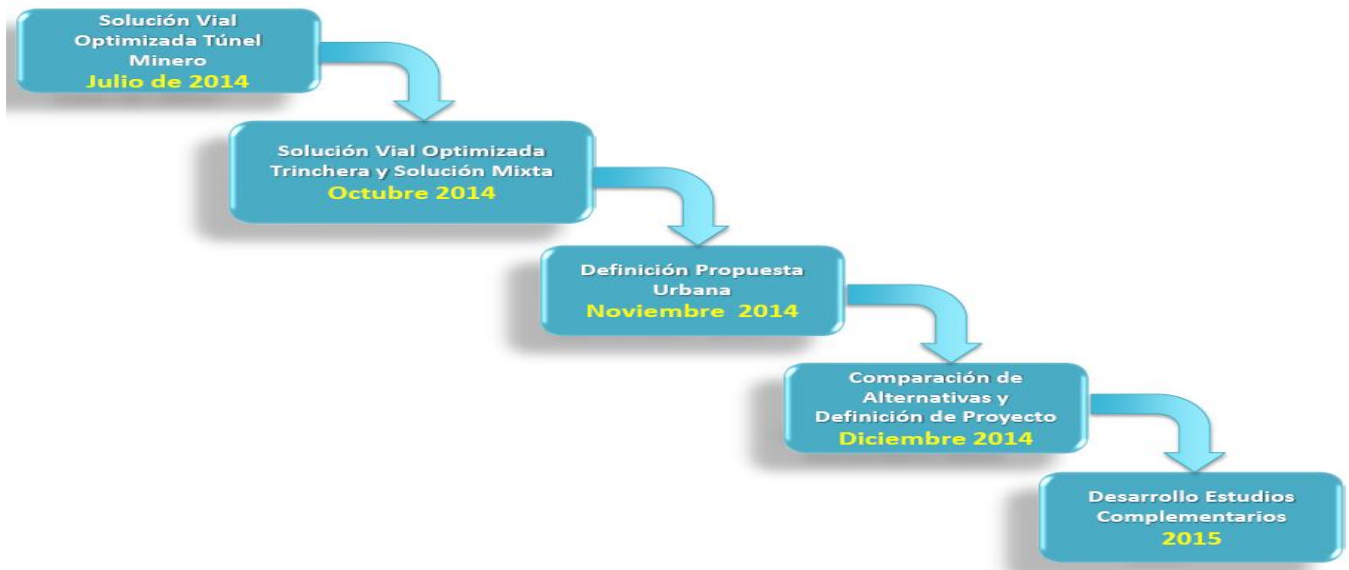 Solución Vial
Optimizada Túnel
Minero
Julio de 2014
Solución Vial Optimizada
Trinchera y Solución Mixta
Octubre 2014
Definición Propuesta
Urbana
Noviembre 2014
Comparación de
Alternativas y
Definición de Proyecto
Diciembre 2014
Desarrollo Estudios
Complementarios
2015